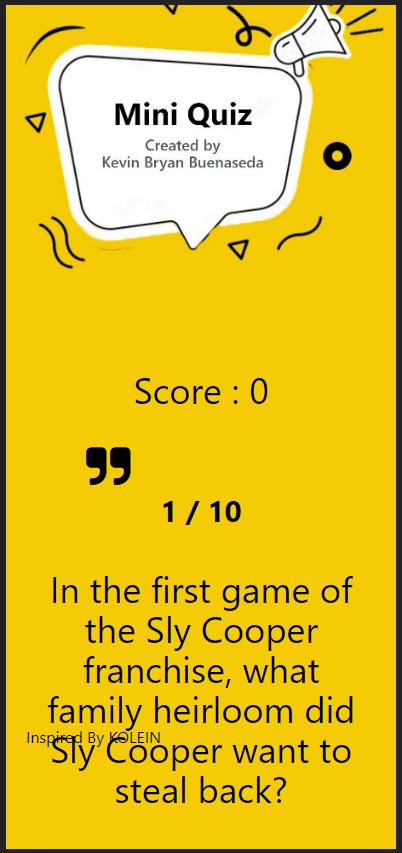 Mini Quiz
Created by
Kevin Bryan Buenaseda
Score : 0
1 / 10
In the first game of
the Sly Cooper
franchise, what
family heirloom did
Inspired By KOLEIN
Sly Cooper want to
steal back?